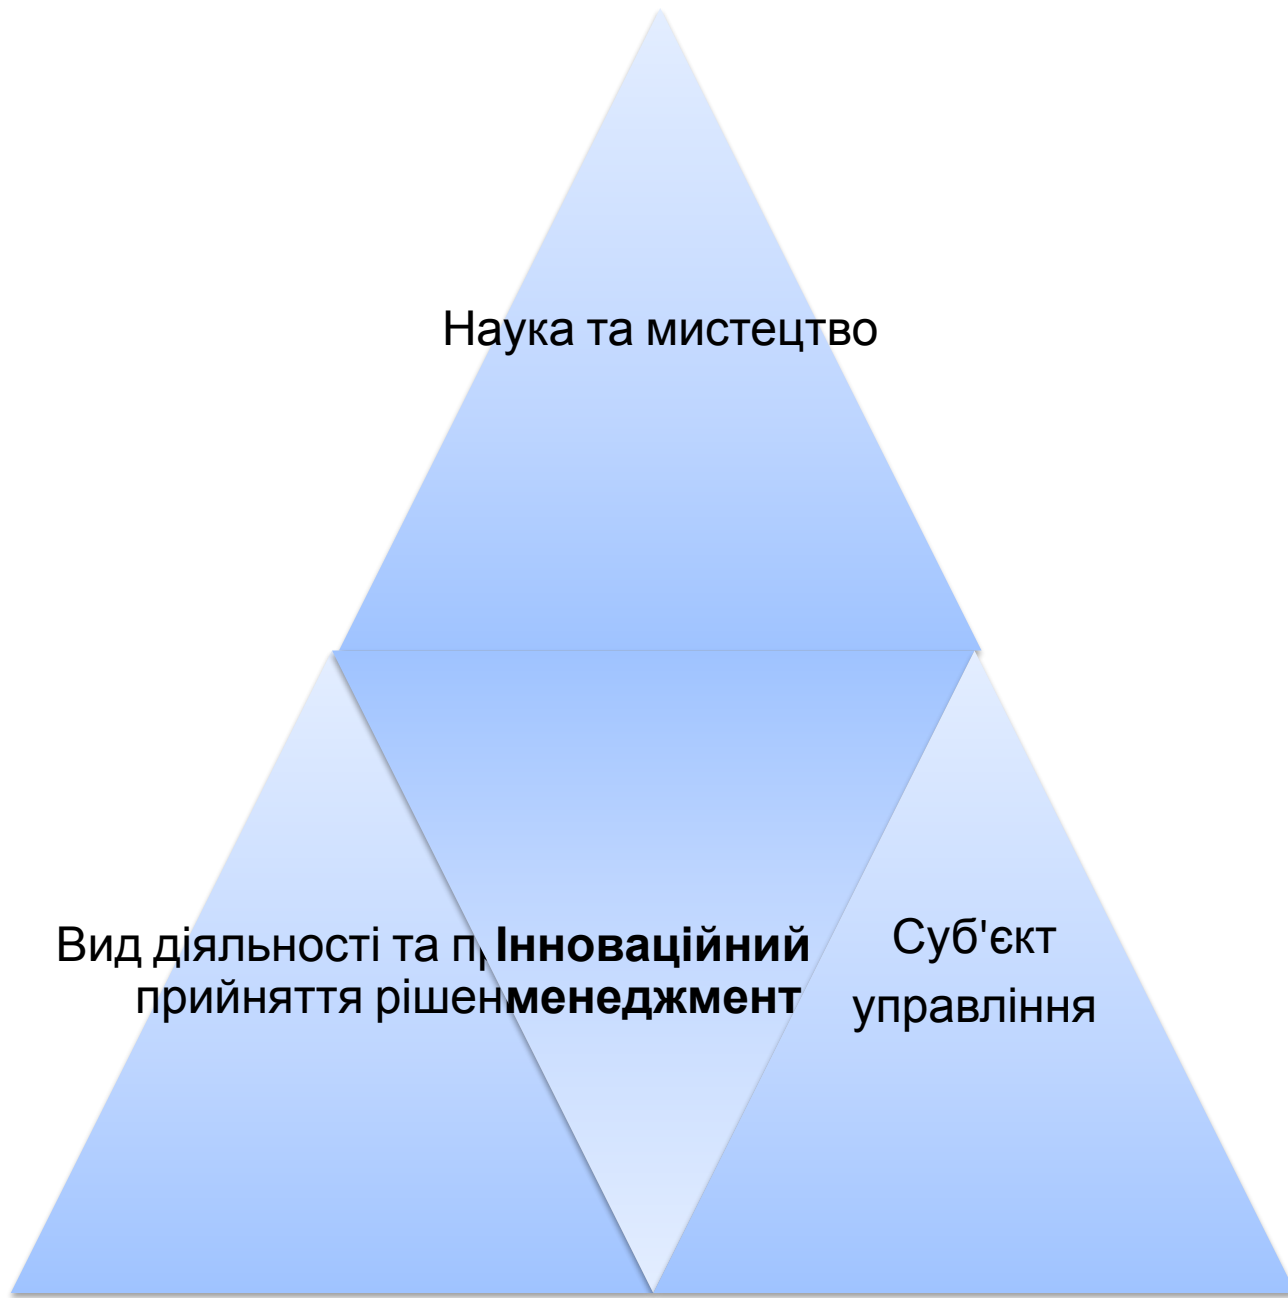 Наука та мистецтво
Вид діяльності та
прийняття
Інноваційний
менеджмент
Суб'єкт
управління